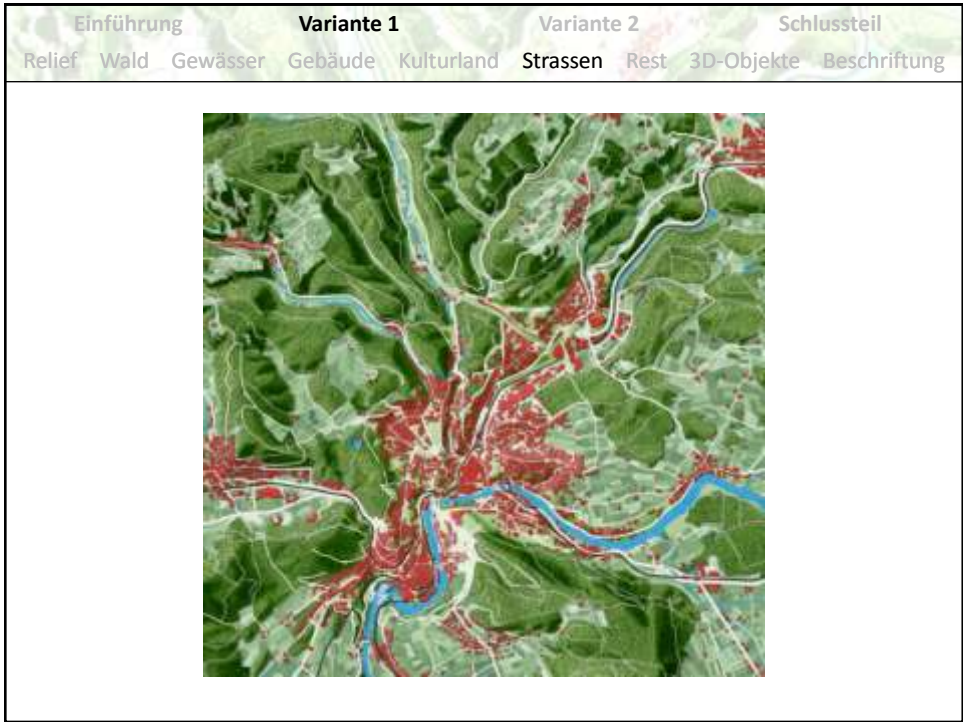 Einführung Variante 1 Variante 2 Schlussteil
Relief Wald Gewässer Gebäude Kulturland Strassen Rest 3D-Objekte Beschriftung